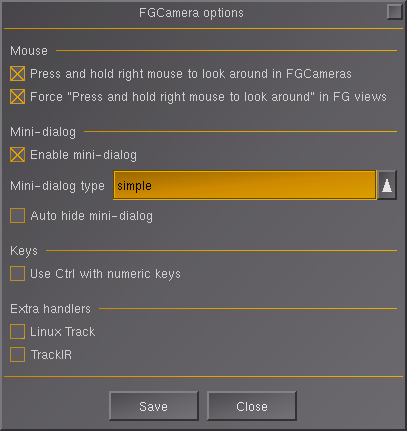 FGCamera options
Mouse
Press and hold right mouse to look around in FGCameras
Force "Press and hold right mouse to look around" in FG views
Mini-dialog
Enable mini-dialog
Mini-dialog type simple
Auto hide mini-dialog
Keys
Use Ctrl with numeric keys
Extra handlers
Linux Track
TrackIR
Save Close